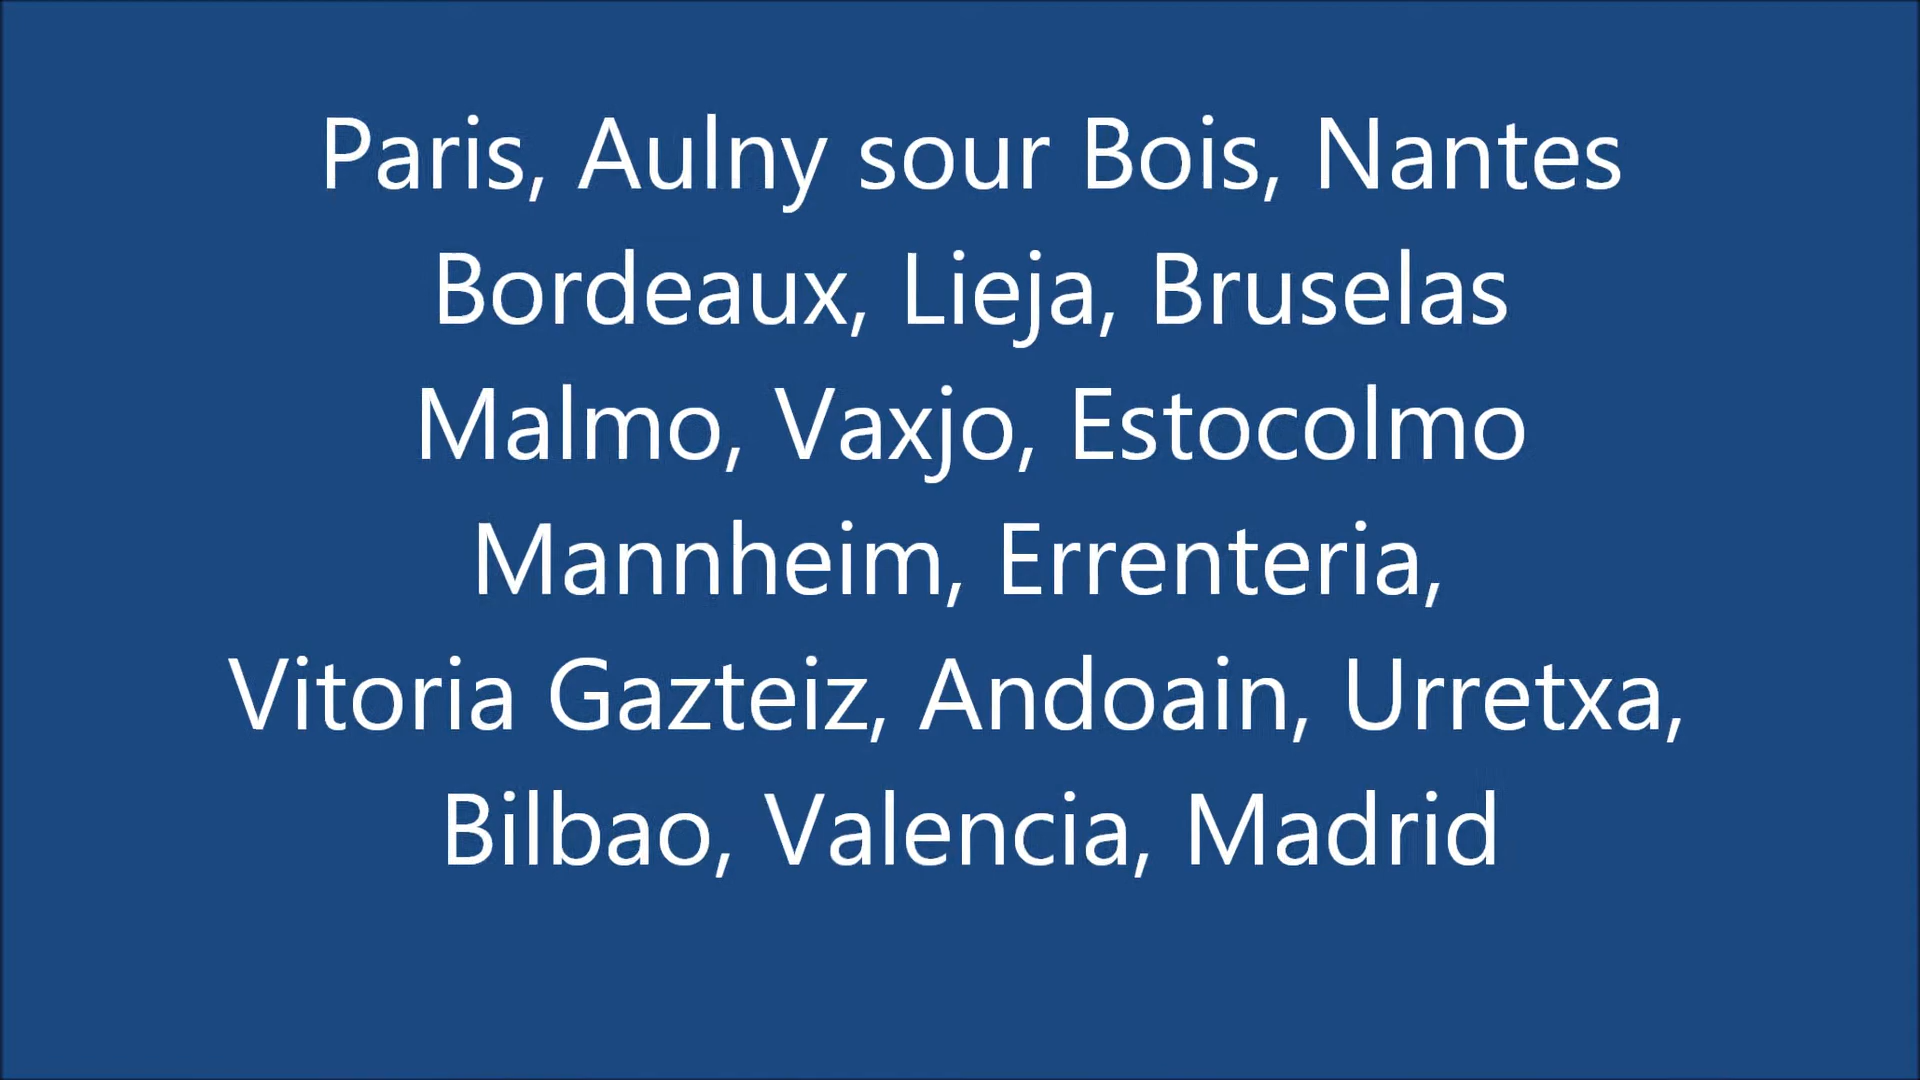 Paris, Aulny sour Bois, Nantes
Bordeaux, Lieja, Bruselas
Malmo, Vaxjo, Estocolmo
Mannheim, Errenteria,
Vitoria Gazteiz, Andoain, Urretxa,
Bilbao, Valencia, Madrid